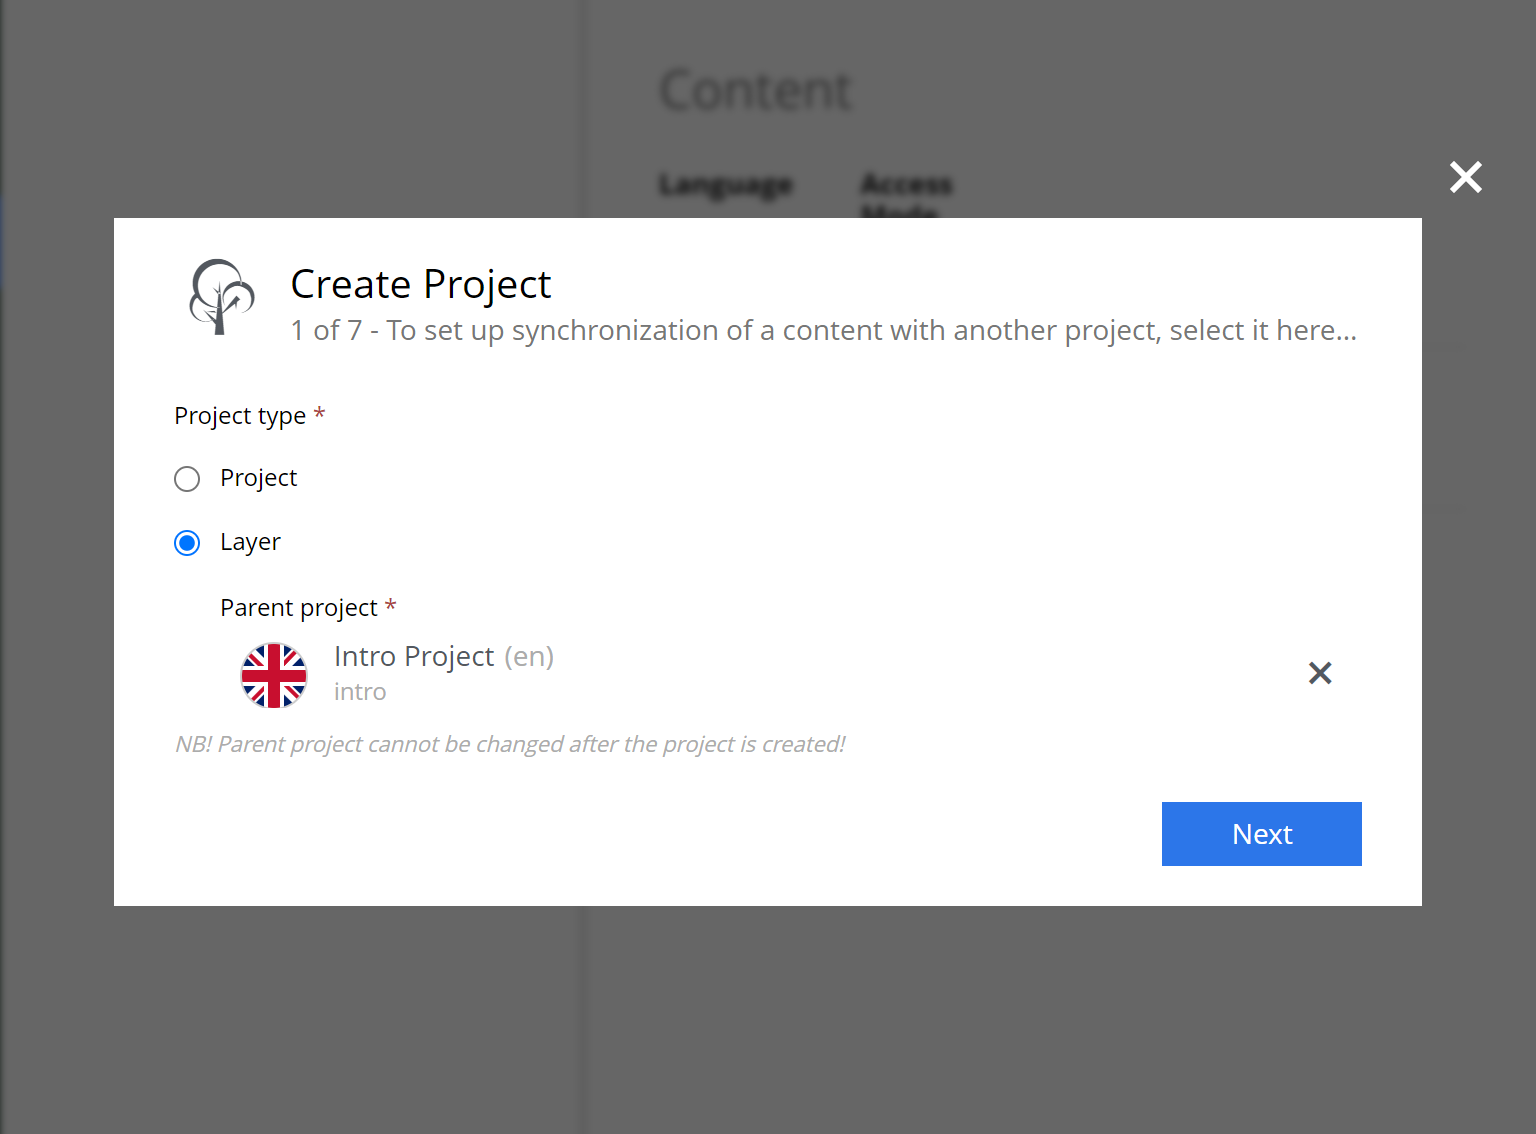 Content
Language
Access
Mode
Create Project
1 of 7 - To set up synchronization of a content with another project, select it here...
Project type *
Project
Layer
Parent project *
Intro Project (en)
intro
NB! Parent project cannot be changed after the project is created!
Next